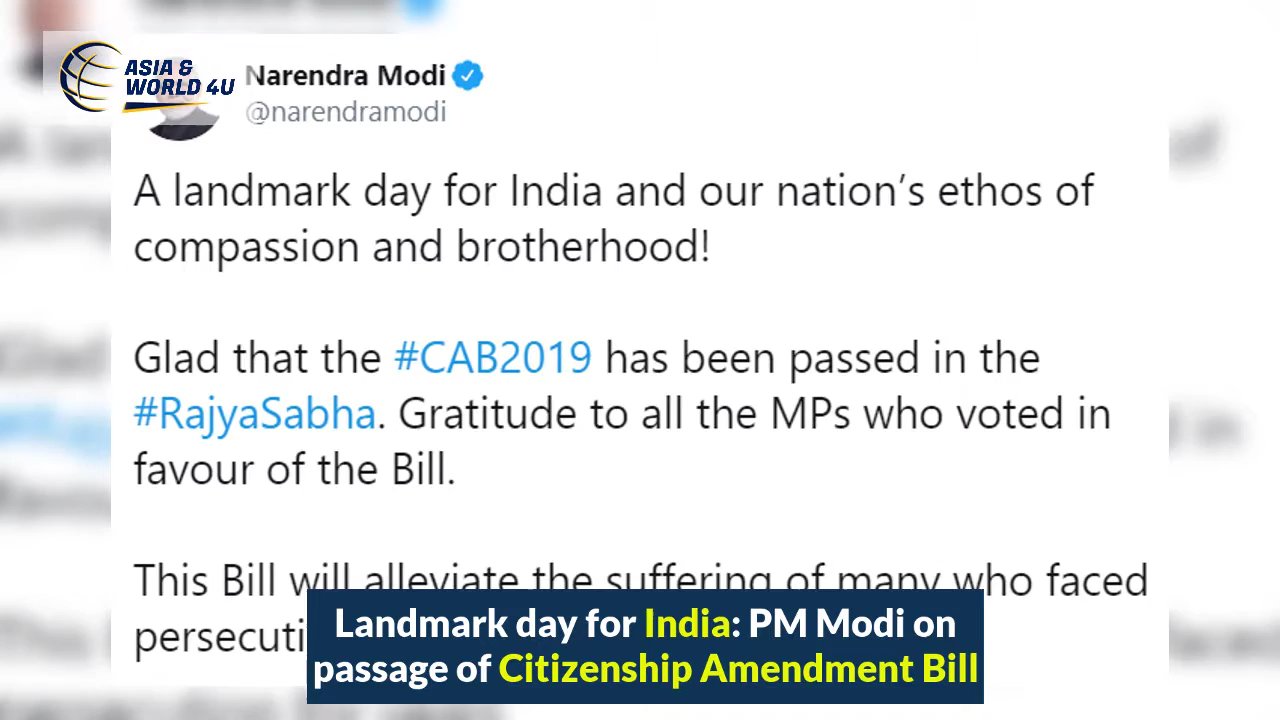 ASIA &
WORLD 4U
Narendra Modi
@narendramodi
A landmark day for India and our nation’s ethos of
compassion and brotherhood!
Glad that the #CAB2019 has been passed in the
#RajyaSabha. Gratitude to all the MPs who voted in
favour of the Bill.
This Bill will alleviate the suffering of many who faced
Landmark day for India: PM Modi on
passage of Citizenship Amendment Bill